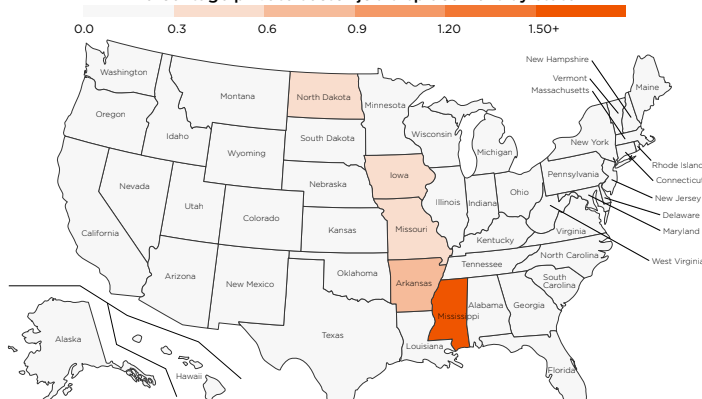 0.0 0.3 0.6 0.9 1.20 1.50+
New Hampshire
Vermont
Massachusetts
Maine
Washington
Montana
North Dakota
Minnesota
Oregon
Idaho
Wisconsin
South Dakota
Michigan
New York
Wyoming
Rhode Island
Pennsylvania
Connecticut
Iowa
Nebraska
Nevada
Ohio
New Jersey
Utah
Illinois
Indiana
Delaware
Colorado
Kansas
Missouri
Maryland
California
Virginia
Kentucky
North Carolina
West Virginia
Tennessee
Arizona
Oklahoma
New Mexico
Arkansas
South
Carolina
Alabama
Georgia
Mississippi
Alaska
Texas
Louisiana
Hawaii
Florida